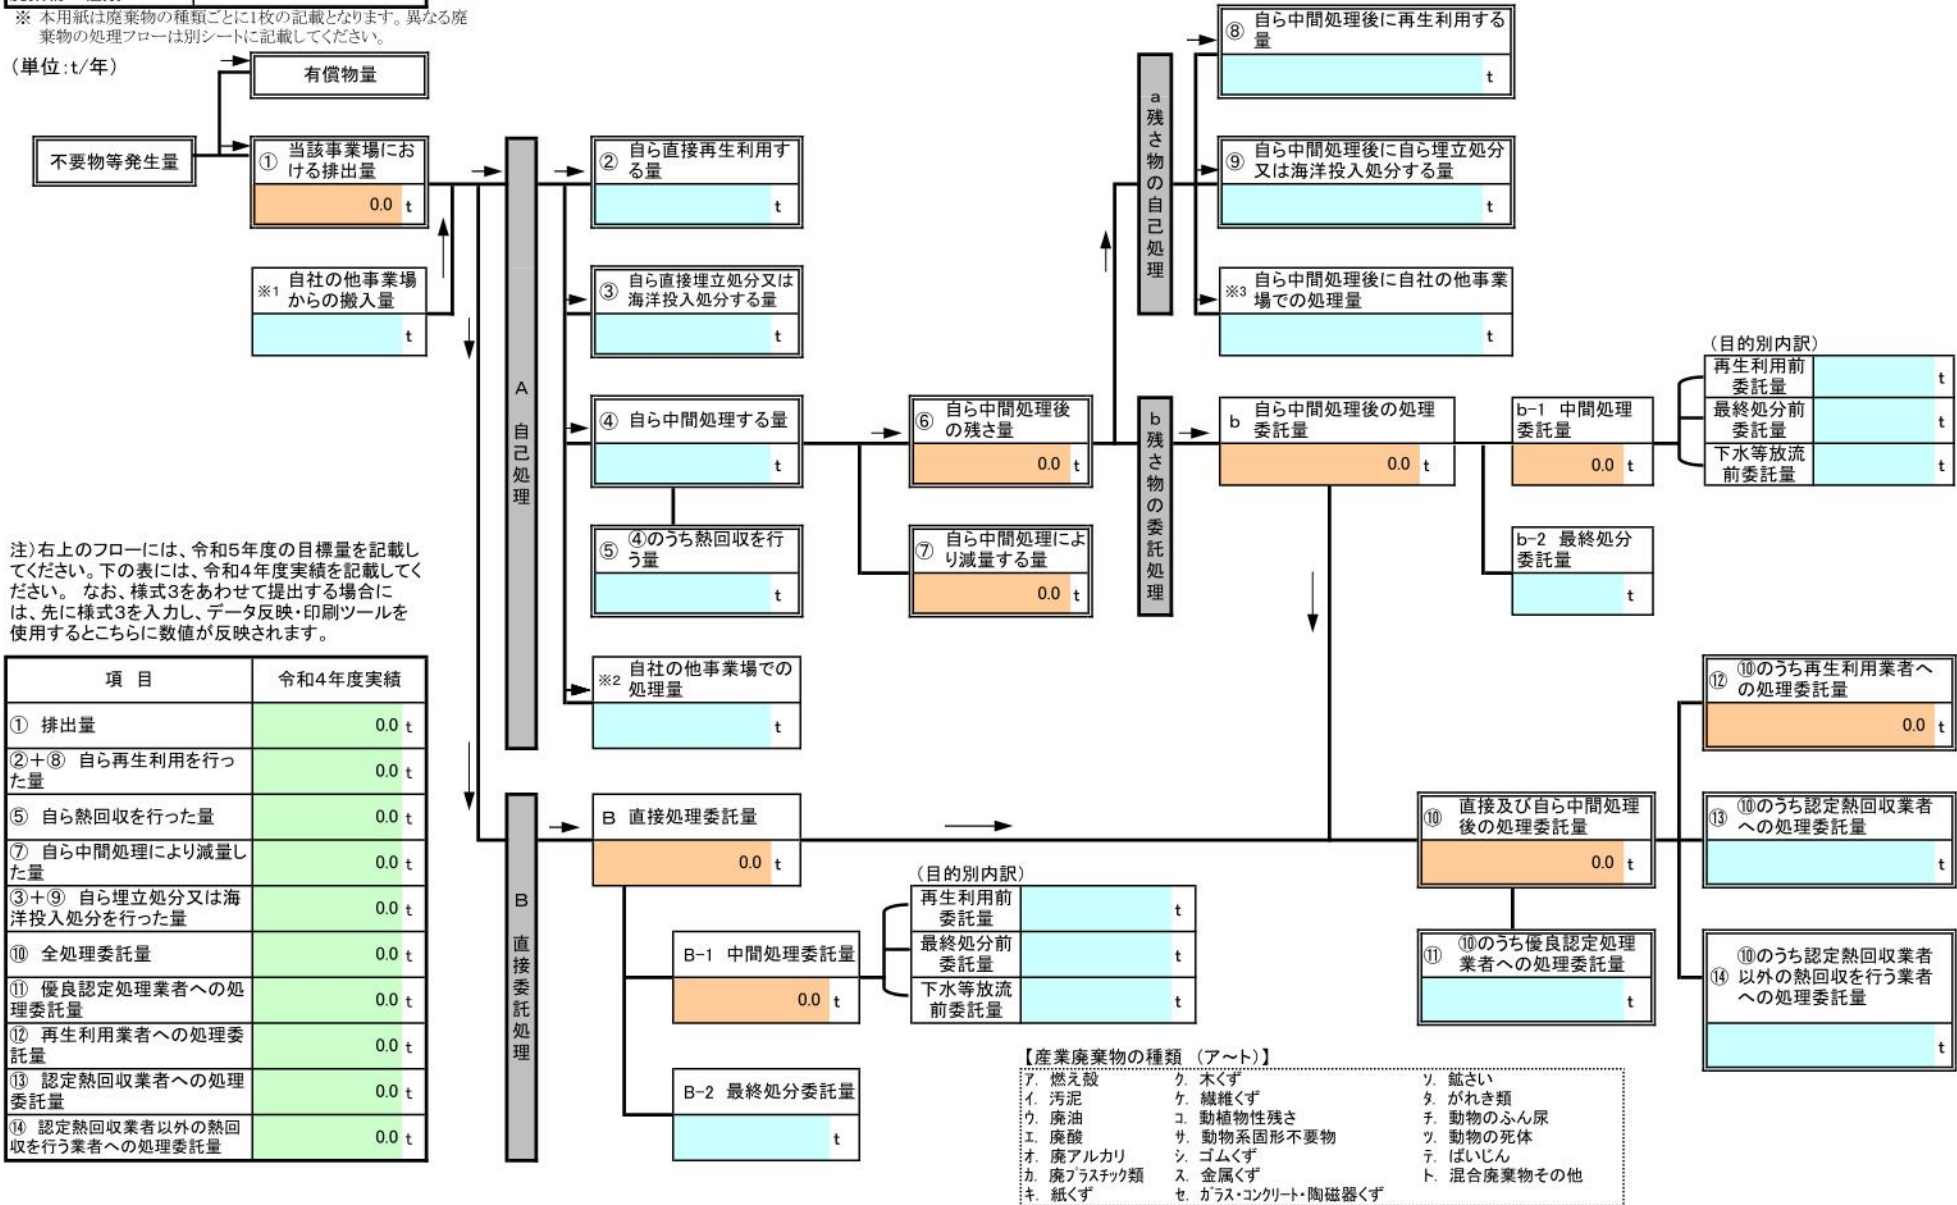 ※ 本用紙は廃棄物の種類ごとに1枚の記載となります。異なる廃
棄物の処理フローは別シートに記載してください。
(単位:t/年)
有償物量
不要物等発生量
① 当該事業場にお
ける排出量
0.0 t
※1 自社の他事業場
からの搬入量
t
A 自己処理
② 自ら直接再生利用す
る量
t
③ 自ら直接埋立処分又は
海洋投入処分する量
t
④ 自ら中間処理する量
t
⑤ ④のうち熱回収を行
う量
t
※2 自社の他事業場での
処理量
t
⑥ 自ら中間処理後
の残さ量
0.0 t
⑦ 自ら中間処理によ
り減量する量
0.0 t
a残さ物の自己処理
⑧ 自ら中間処理後に再生利用する
量
t
⑨ 自ら中間処理後に自ら埋立処分
又は海洋投入処分する量
t
※3 自ら中間処理後に自社の他事業
場での処理量
t
b残さ物の委託処理
b 自ら中間処理後の処理
委託量
0.0 t
b-1 中間処理
委託量
0.0 t
(目的別内訳)
再生利用前
委託量
t
最終処分前
委託量
t
下水等放流
前委託量
t
b-2 最終処分
委託量
t
注)右上のフローには、令和5年度の目標量を記載し
てください。下の表には、令和4年度実績を記載してく
ださい。 なお、様式3をあわせて提出する場合に
は、先に様式3を入力し、データ反映・印刷ツールを
使用するとこちらに数値が反映されます。
項 目 令和4年度実績
① 排出量 0.0 t
②+⑧ 自ら再生利用を行っ
た量 0.0 t
⑤ 自ら熱回収を行った量 0.0 t
⑦ 自ら中間処理により減量し
た量 0.0 t
③+⑨ 自ら埋立処分又は海
洋投入処分を行った量 0.0 t
⑩ 全処理委託量 0.0 t
⑪ 優良認定処理業者への処
理委託量 0.0 t
⑫ 再生利用業者への処理委
託量 0.0 t
⑬ 認定熱回収業者への処理
委託量 0.0 t
⑭ 認定熱回収業者以外の熱回
収を行う業者への処理委託量 0.0 t
B 直接委託処理
B 直接処理委託量
0.0 t
B-1 中間処理委託量
0.0 t
(目的別内訳)
再生利用前
委託量
t
最終処分前
委託量
t
下水等放流
前委託量
t
B-2 最終処分委託量
t
⑩ 直接及び自ら中間処理
後の処理委託量
0.0 t
⑪ ⑩のうち優良認定処理
業者への処理委託量
t
⑫ ⑩のうち再生利用業者へ
の処理委託量
0.0 t
⑬ ⑩のうち認定熱回収業者
への処理委託量
t
⑭ ⑩のうち認定熱回収業者
以外の熱回収を行う業者
への処理委託量
t
【産業廃棄物の種類 (ア~ト)】
ア. 燃え殻 ク. 木くず ソ. 鉱さい
イ. 汚泥 ケ. 繊維くず タ. がれき類
ウ. 廃油 コ. 動植物性残さ チ. 動物のふん尿
エ. 廃酸 サ. 動物系固形不要物 ツ. 動物の死体
オ. 廃アルカリ シ. ゴムくず テ. ばいじん
カ. 廃プラスチック類 ス. 金属くず ト. 混合廃棄物その他
キ. 紙くず セ. ガラス・コンクリート・陶磁器くず